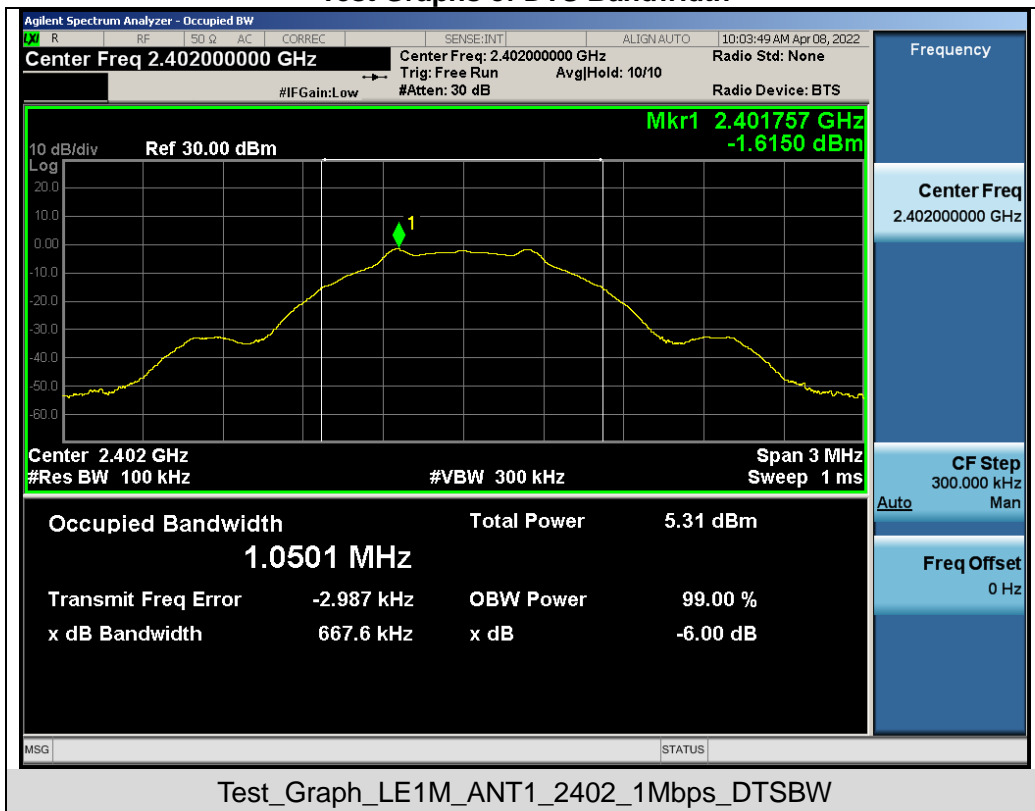 Test Graphs of DTS Bandwidth
Agilent Spectrum Analyzer - Occupied BW
LXI R RF 50 Ω AC CORREC SENSE:INT ALIGN AUTO 10:03:49 AM Apr 08, 2022
Center Freq 2.402000000 GHz
Center Freq: 2.402000000 GHz
Radio Std: None
Trig: Free Run Avg|Hold: 10/10
#IFGain:Low #Atten: 30 dB Radio Device: BTS
Mkr1 2.401757 GHz
-1.6150 dBm
10 dB/div Ref 30.00 dBm
Log
20.0
10.0
0.00
-10.0
-20.0
-30.0
-40.0
-50.0
-60.0
1
Center 2.402 GHz Span 3 MHz
#Res BW 100 kHz #VBW 300 kHz Sweep 1 ms
Occupied Bandwidth Total Power 5.31 dBm
1.0501 MHz
Transmit Freq Error -2.987 kHz OBW Power 99.00 %
x dB Bandwidth 667.6 kHz x dB -6.00 dB
MSG STATUS
Frequency
Center Freq
2.402000000 GHz
CF Step
300.000 kHz
Auto Man
Freq Offset
0 Hz
Test_Graph_LE1M_ANT1_2402_1Mbps_DTSBW